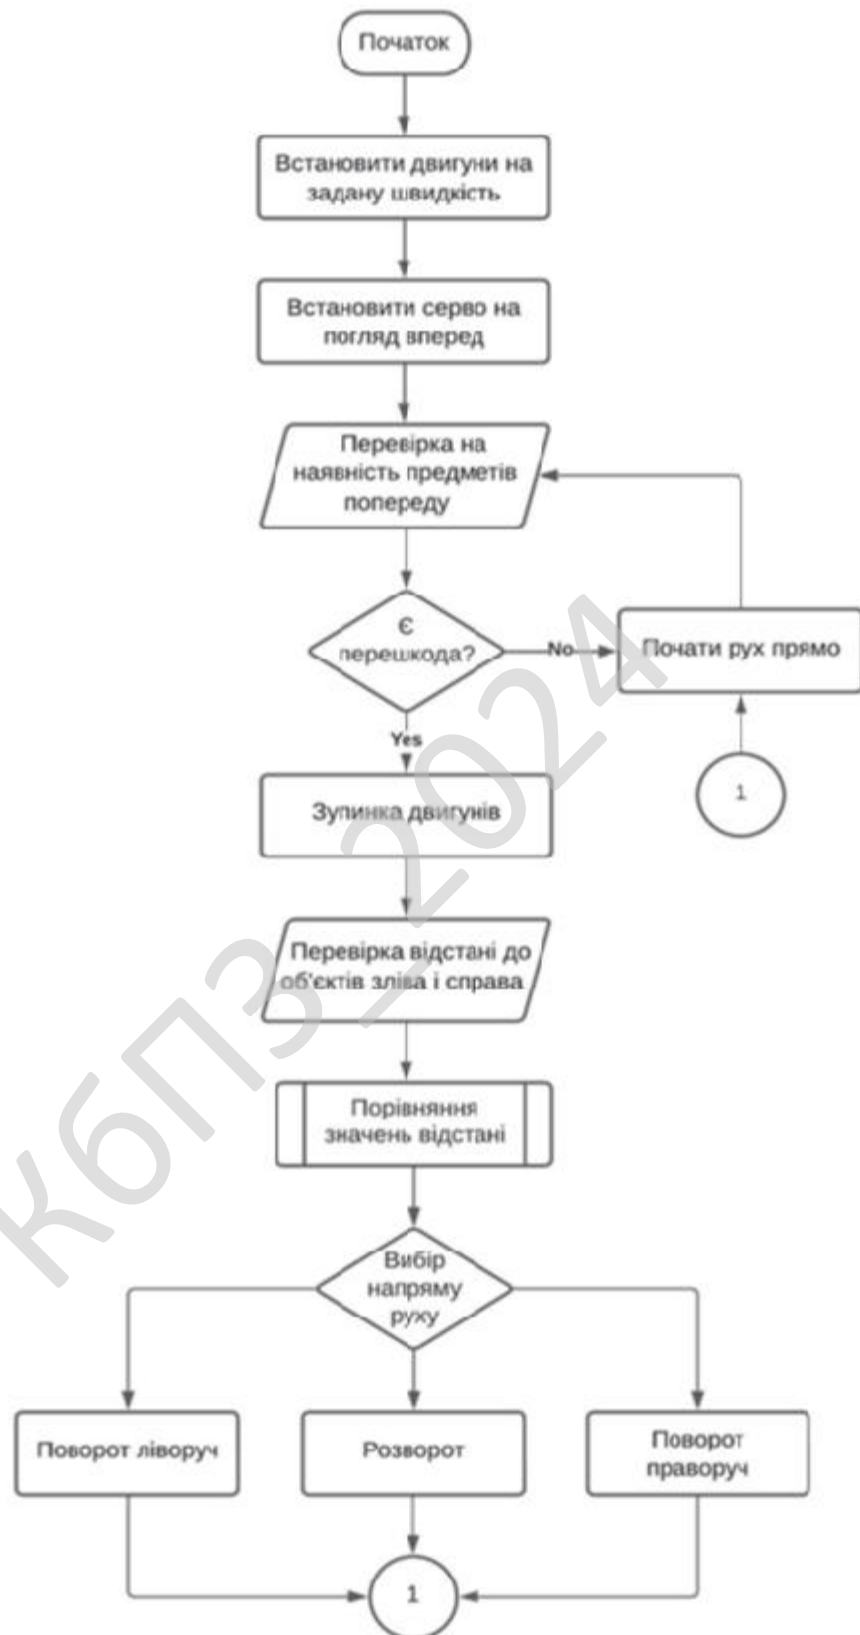 Початок
Встановити двигуни на
задану швидкість
Встановити серво на
погляд вперед
Перевірка на
наявність предметів
попереду
Є
перешкода?
No
Почати рух прямо
Yes
1
Зупинка двигунів
Перевірка відстані до
об'єктів зліва і справа
Порівняння
значень відстані
Вибір
напряму
руху
Поворот ліворуч
Розворот
Поворот
праворуч
1
КбПЗ_2024